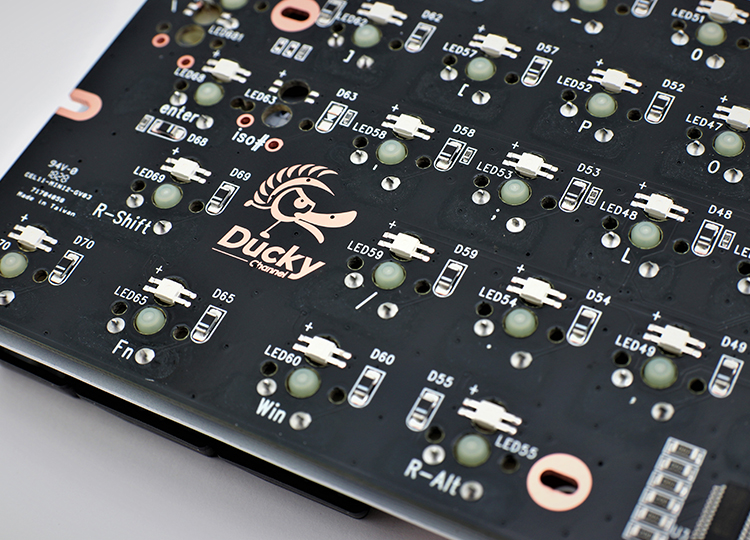 LED62
D62
]
LED57
D57
[
LED52
D52
P
LED51
0
LED47
O
LED68
enter
D68
LED63
D63
iso#
LED58
D58
'
LED53
D53
;
LED48
D48
L
94V-0
Made in Taiwan
LED69
D69
R-Shift
Ducky
Channel
LED59
D59
/
LED54
D54
.
LED49
D49
,
70
D70
LED65
D65
Fn
LED60
D60
Win
D55
LED55
R-Alt